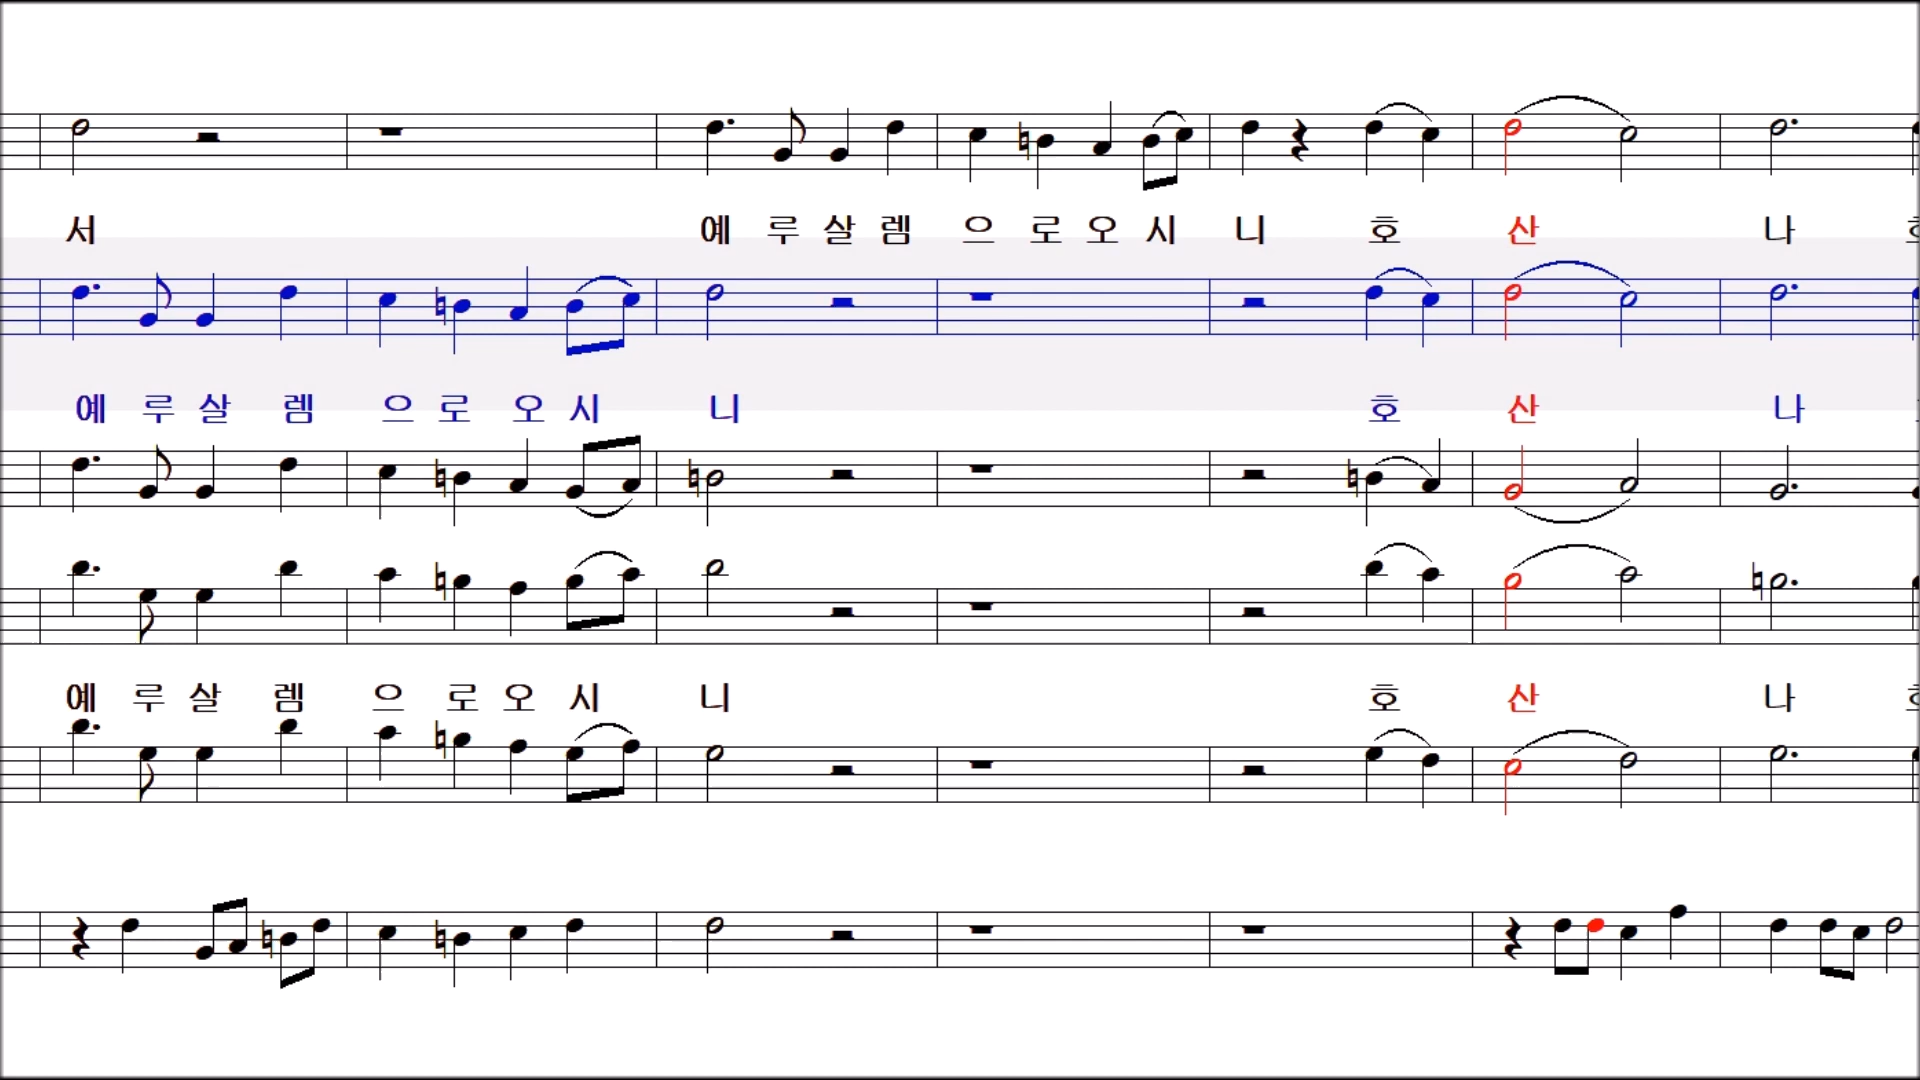 서 예 루 살 렘 으 로 오 시 니 호 산 나
예 루 살 렘 으 로 오 시 니 호 산 나
예 루 살 렘 으 로 오 시 니 호 산 나